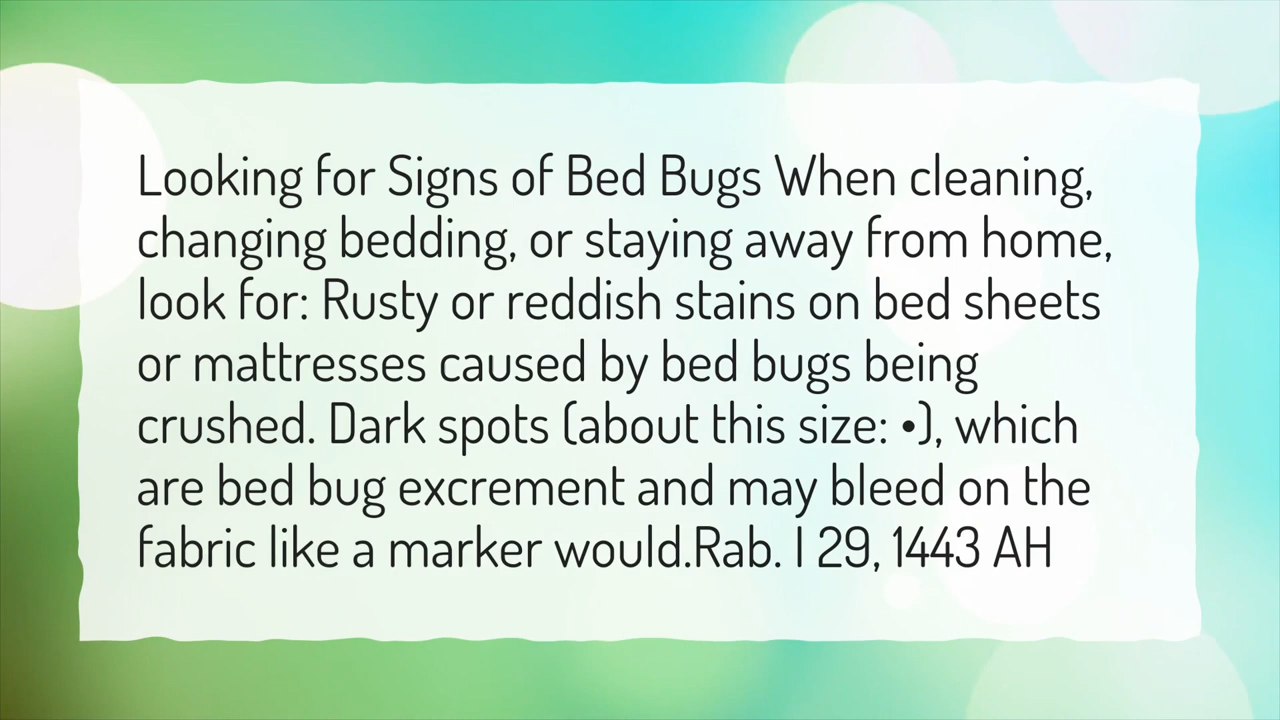 Looking for Signs of Bed Bugs When cleaning,
changing bedding, or staying away from home,
look for: Rusty or reddish stains on bed sheets
or mattresses caused by bed bugs being
crushed. Dark spots (about this size: •), which
are bed bug excrement and may bleed on the
fabric like a marker would.Rab. I 29, 1443 AH